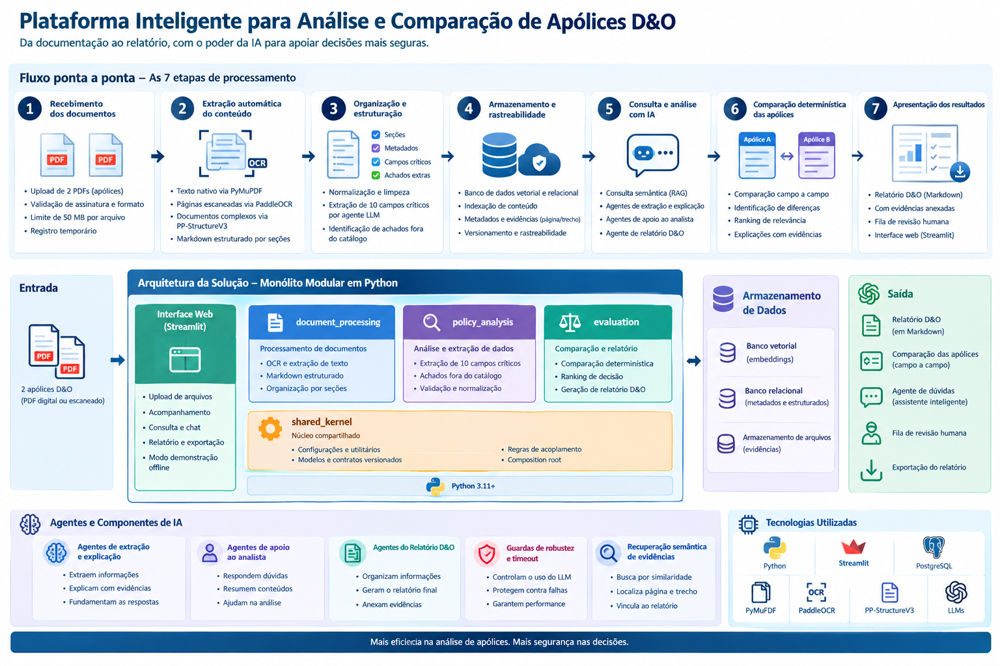 Plataforma Inteligente para Análise e Comparação de Apólices D&O
Da documentação ao relatório, com o poder da IA para apoiar decisões mais seguras.
Fluxo ponta a ponta – As 7 etapas de processamento
1
Recebimento
dos documentos
PDF
PDF
• Upload de 2 PDFs (apólices)
• Validação de assinatura e formato
• Limite de 50 MB por arquivo
• Registro temporário
2
Extração automática
do conteúdo
OCR
• Texto nativo via PyMuPDF
• Páginas escaneadas via PaddleOCR
• Documentos complexos via
PP-StructureV3
• Markdown estruturado por seções
3
Organização e
estruturação
Seções
Metadados
Campos críticos
Achados extras
• Normalização e limpeza
• Extração de 10 campos críticos
por agente LLM
• Identificação de achados fora
do catálogo
4
Armazenamento e
rastreabilidade
• Banco de dados vetorial e relacional
• Indexação de conteúdo
• Metadados e evidências (página/trecho)
• Versionamento e rastreabilidade
5
Consulta e análise
com IA
• Consulta semântica (RAG)
• Agentes de extração e explicação
• Agentes de apoio ao analista
• Agente de relatório D&O
6
Comparação determinística
das apólices
Apólice A
Apólice B
• Comparação campo a campo
• Identificação de diferenças
• Ranking de relevância
• Explicações com evidências
7
Apresentação dos resultados
• Relatório D&O (Markdown)
• Com evidências anexadas
• Fila de revisão humana
• Interface web (Streamlit)
Entrada
PDF
PDF
2 apólices D&O
(PDF digital ou escaneado)
Arquitetura da Solução – Monólito Modular em Python
Interface Web
(Streamlit)
• Upload de arquivos
• Acompanhamento
• Consulta e chat
• Relatório e exportação
• Modo demonstração
offline
document_processing
Processamento de documentos
• OCR e extração de texto
• Markdown estruturado
• Organização por seções
policy_analysis
Análise e extração de dados
• Extração de 10 campos críticos
• Achados fora do catálogo
• Validação e normalização
evaluation
Comparação e relatório
• Comparação determinística
• Ranking de decisão
• Geração de relatório D&O
shared_kernel
Núcleo compartilhado
• Configurações e utilitários
• Modelos e contratos versionados
• Regras de acoplamento
• Composition root
Python 3.11+
Armazenamento
de Dados
Banco vetorial
(embeddings)
Banco relacional
(metadados e estruturados)
Armazenamento de arquivos
(evidências)
Saída
Relatório D&O
(em Markdown)
Comparação das apólices
(campo a campo)
Agente de dúvidas
(assistente inteligente)
Fila de revisão humana
Exportação do relatório
Agentes e Componentes de IA
Agentes de extração
e explicação
• Extraem informações
• Explicam com evidências
• Fundamentam as respostas
Agentes de apoio
ao analista
• Respondem dúvidas
• Resumem conteúdos
• Ajudam na análise
Agentes do Relatório D&O
• Organizam informações
• Geram o relatório final
• Anexam evidências
Guardas de robustez
e timeout
• Controlam o uso do LLM
• Protegem contra falhas
• Garantem performance
Recuperação semântica
de evidências
• Busca por similaridade
• Localiza página e trecho
• Vincula ao relatório
Tecnologias Utilizadas
Python
Streamlit
PostgreSQL
PyMuFDF
OCR
PaddleOCR
PP-StructureV3
LLMs
Mais eficiência na análise de apólices. Mais segurança nas decisões.